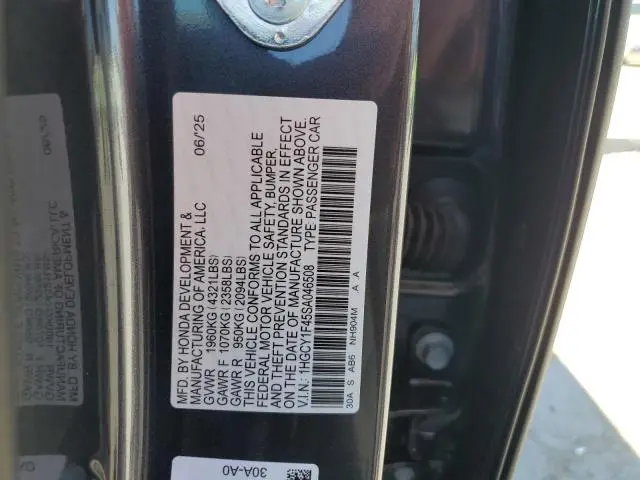 MFD. BY HONDA DEVELOPMENT &
MANUFACTURING OF AMERICA, LLC 06/'25
GVWR 1960KG (4321LBS)
GAWR F 1070KG (2358LBS)
GAWR R 950KG (2094LBS)
THIS VEHICLE CONFORMS TO ALL APPLICABLE
FEDERAL MOTOR VEHICLE SAFETY, BUMPER,
AND THEFT PREVENTION STANDARDS IN EFFECT
ON THE DATE OF MANUFACTURE SHOWN ABOVE.
V.I.N.: 1HGCY1F45SA046508 TYPE-PASSENGER CAR
30A S AB6 NH904M A A
30A-A0